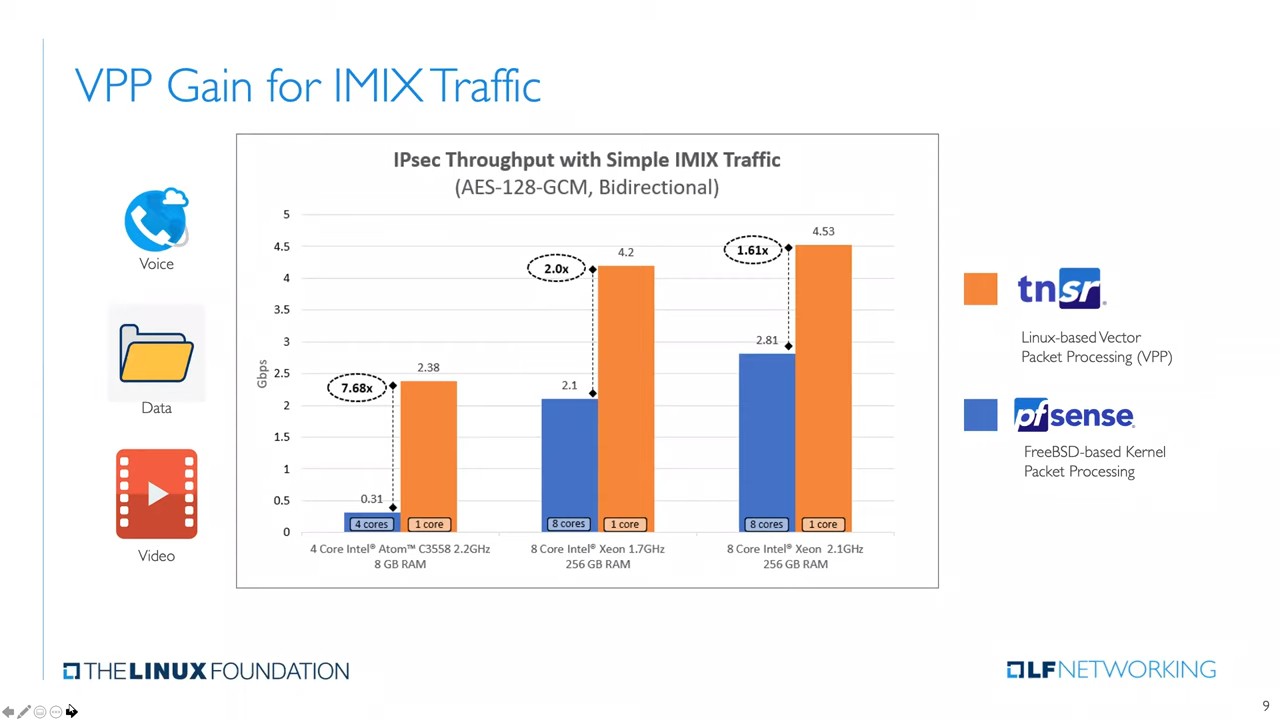 VPP Gain for IMIX Traffic
Voice
Data
Video
IPsec Throughput with Simple IMIX Traffic
(AES-128-GCM, Bidirectional)
Gbps
5
4.5
4
3.5
3
2.5
2
1.5
1
0.5
0
7.68x
0.31
2.38
4 cores
1 core
2.0x
2.1
4.2
8 cores
1 core
1.61x
2.81
4.53
8 cores
1 core
4 Core Intel® Atom™ C3558 2.2GHz
8 GB RAM
8 Core Intel® Xeon 1.7GHz
256 GB RAM
8 Core Intel® Xeon 2.1GHz
256 GB RAM
tnsr®
Linux-based Vector
Packet Processing (VPP)
pfsense
FreeBSD-based Kernel
Packet Processing
THE LINUX FOUNDATION
LF NETWORKING
9